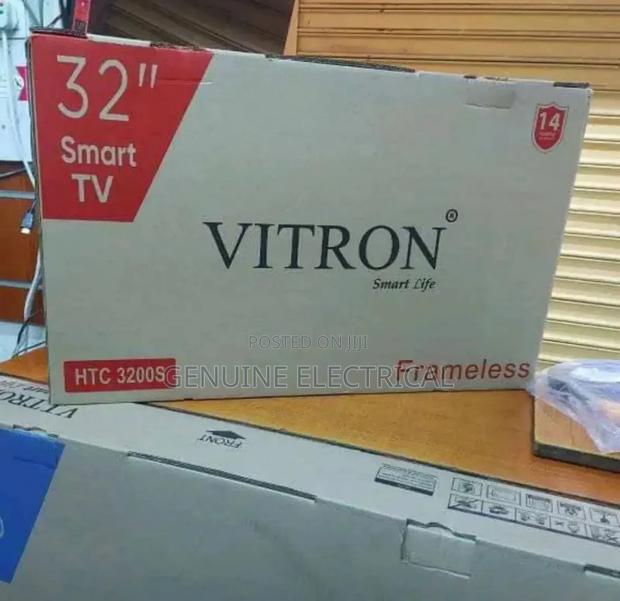 32"
Smart
TV
14
VITRON®
Smart Life
POSTED ON JIJI
HTC 3200S
GENUINE ELECTRICAL
Frameless
VITRON
FRONT